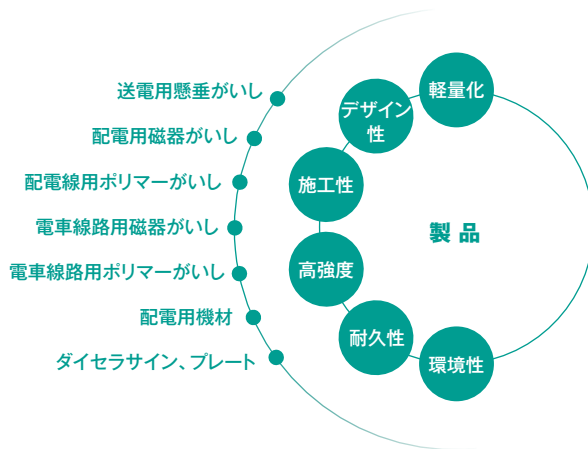 送電用懸垂がいし
配電用磁器がいし
配電線用ポリマーがいし
電車線路用磁器がいし
電車線路用ポリマーがいし
配電用機材
ダイセラサイン、プレート
軽量化
デザイン
性
施工性
高強度
耐久性
環境性
製品